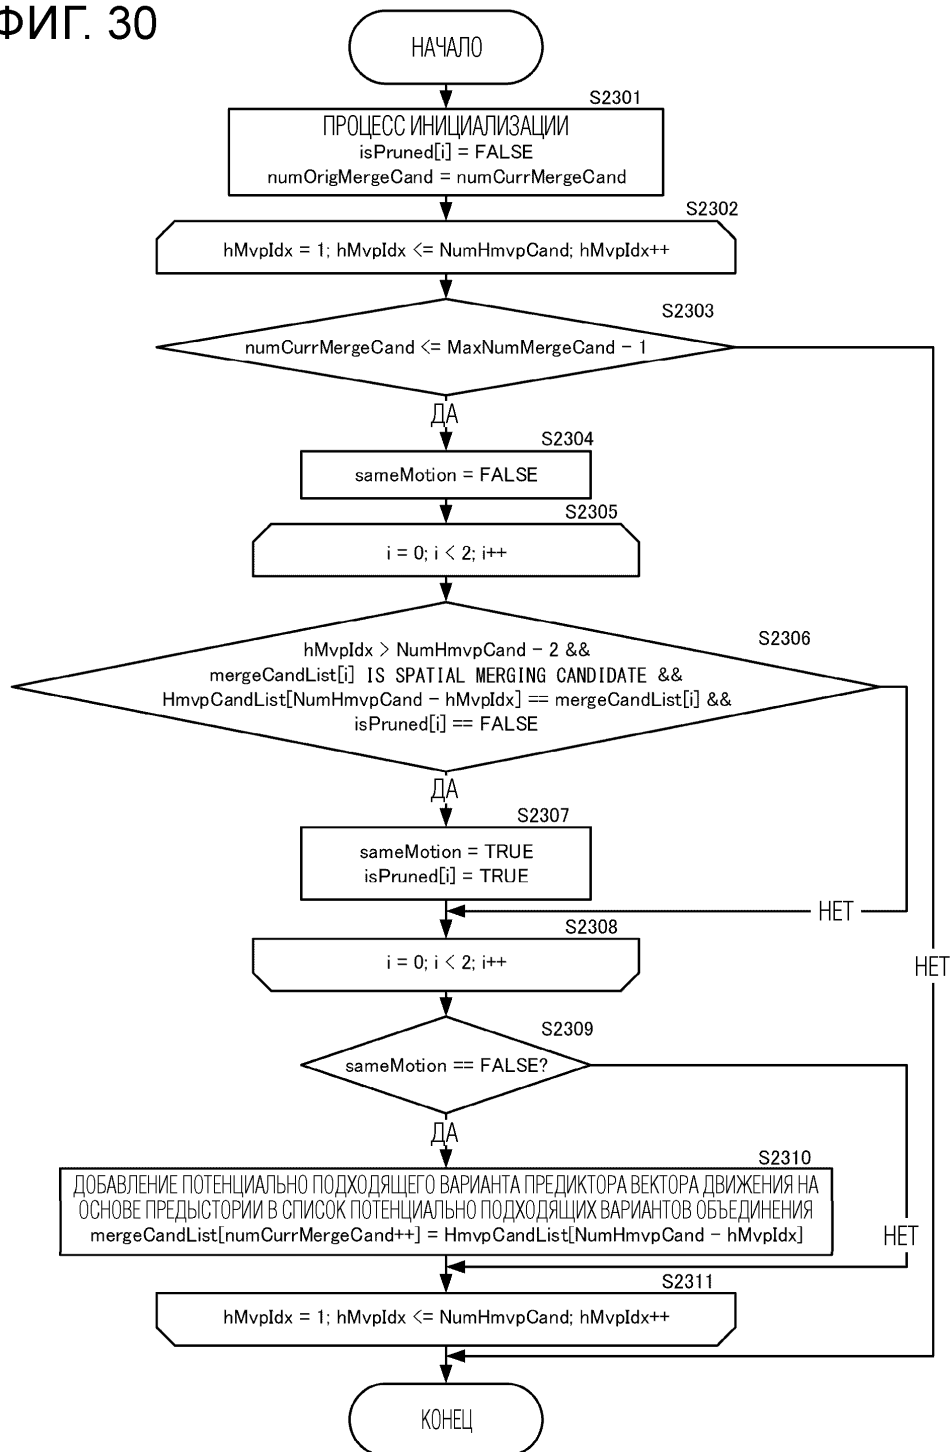 ФИГ. 30
НАЧАЛО
S2301
ПРОЦЕСС ИНИЦИАЛИЗАЦИИ
isPruned[i] = FALSE
numOrigMergeCand = numCurrMergeCand
S2302
hMvpIdx = 1; hMvpIdx <= NumHmvpCand; hMvpIdx++
S2303
numCurrMergeCand <= MaxNumMergeCand - 1
ДА
S2304
sameMotion = FALSE
S2305
i = 0; i < 2; i++
S2306
hMvpIdx > NumHmvpCand - 2 &&
mergeCandList[i] IS SPATIAL MERGING CANDIDATE &&
HmvpCandList[NumHmvpCand - hMvpIdx] == mergeCandList[i] &&
isPruned[i] == FALSE
ДА
S2307
sameMotion = TRUE
isPruned[i] = TRUE
НЕТ
S2308
i = 0; i < 2; i++
НЕТ
S2309
sameMotion == FALSE?
ДА
S2310
ДОБАВЛЕНИЕ ПОТЕНЦИАЛЬНО ПОДХОДЯЩЕГО ВАРИАНТА ПРЕДИКТОРА ВЕКТОРА ДВИЖЕНИЯ НА
ОСНОВЕ ПРЕДЫСТОРИИ В СПИСОК ПОТЕНЦИАЛЬНО ПОДХОДЯЩИХ ВАРИАНТОВ ОБЪЕДИНЕНИЯ
mergeCandList[numCurrMergeCand++] = HmvpCandList[NumHmvpCand - hMvpIdx]
НЕТ
S2311
hMvpIdx = 1; hMvpIdx <= NumHmvpCand; hMvpIdx++
КОНЕЦ